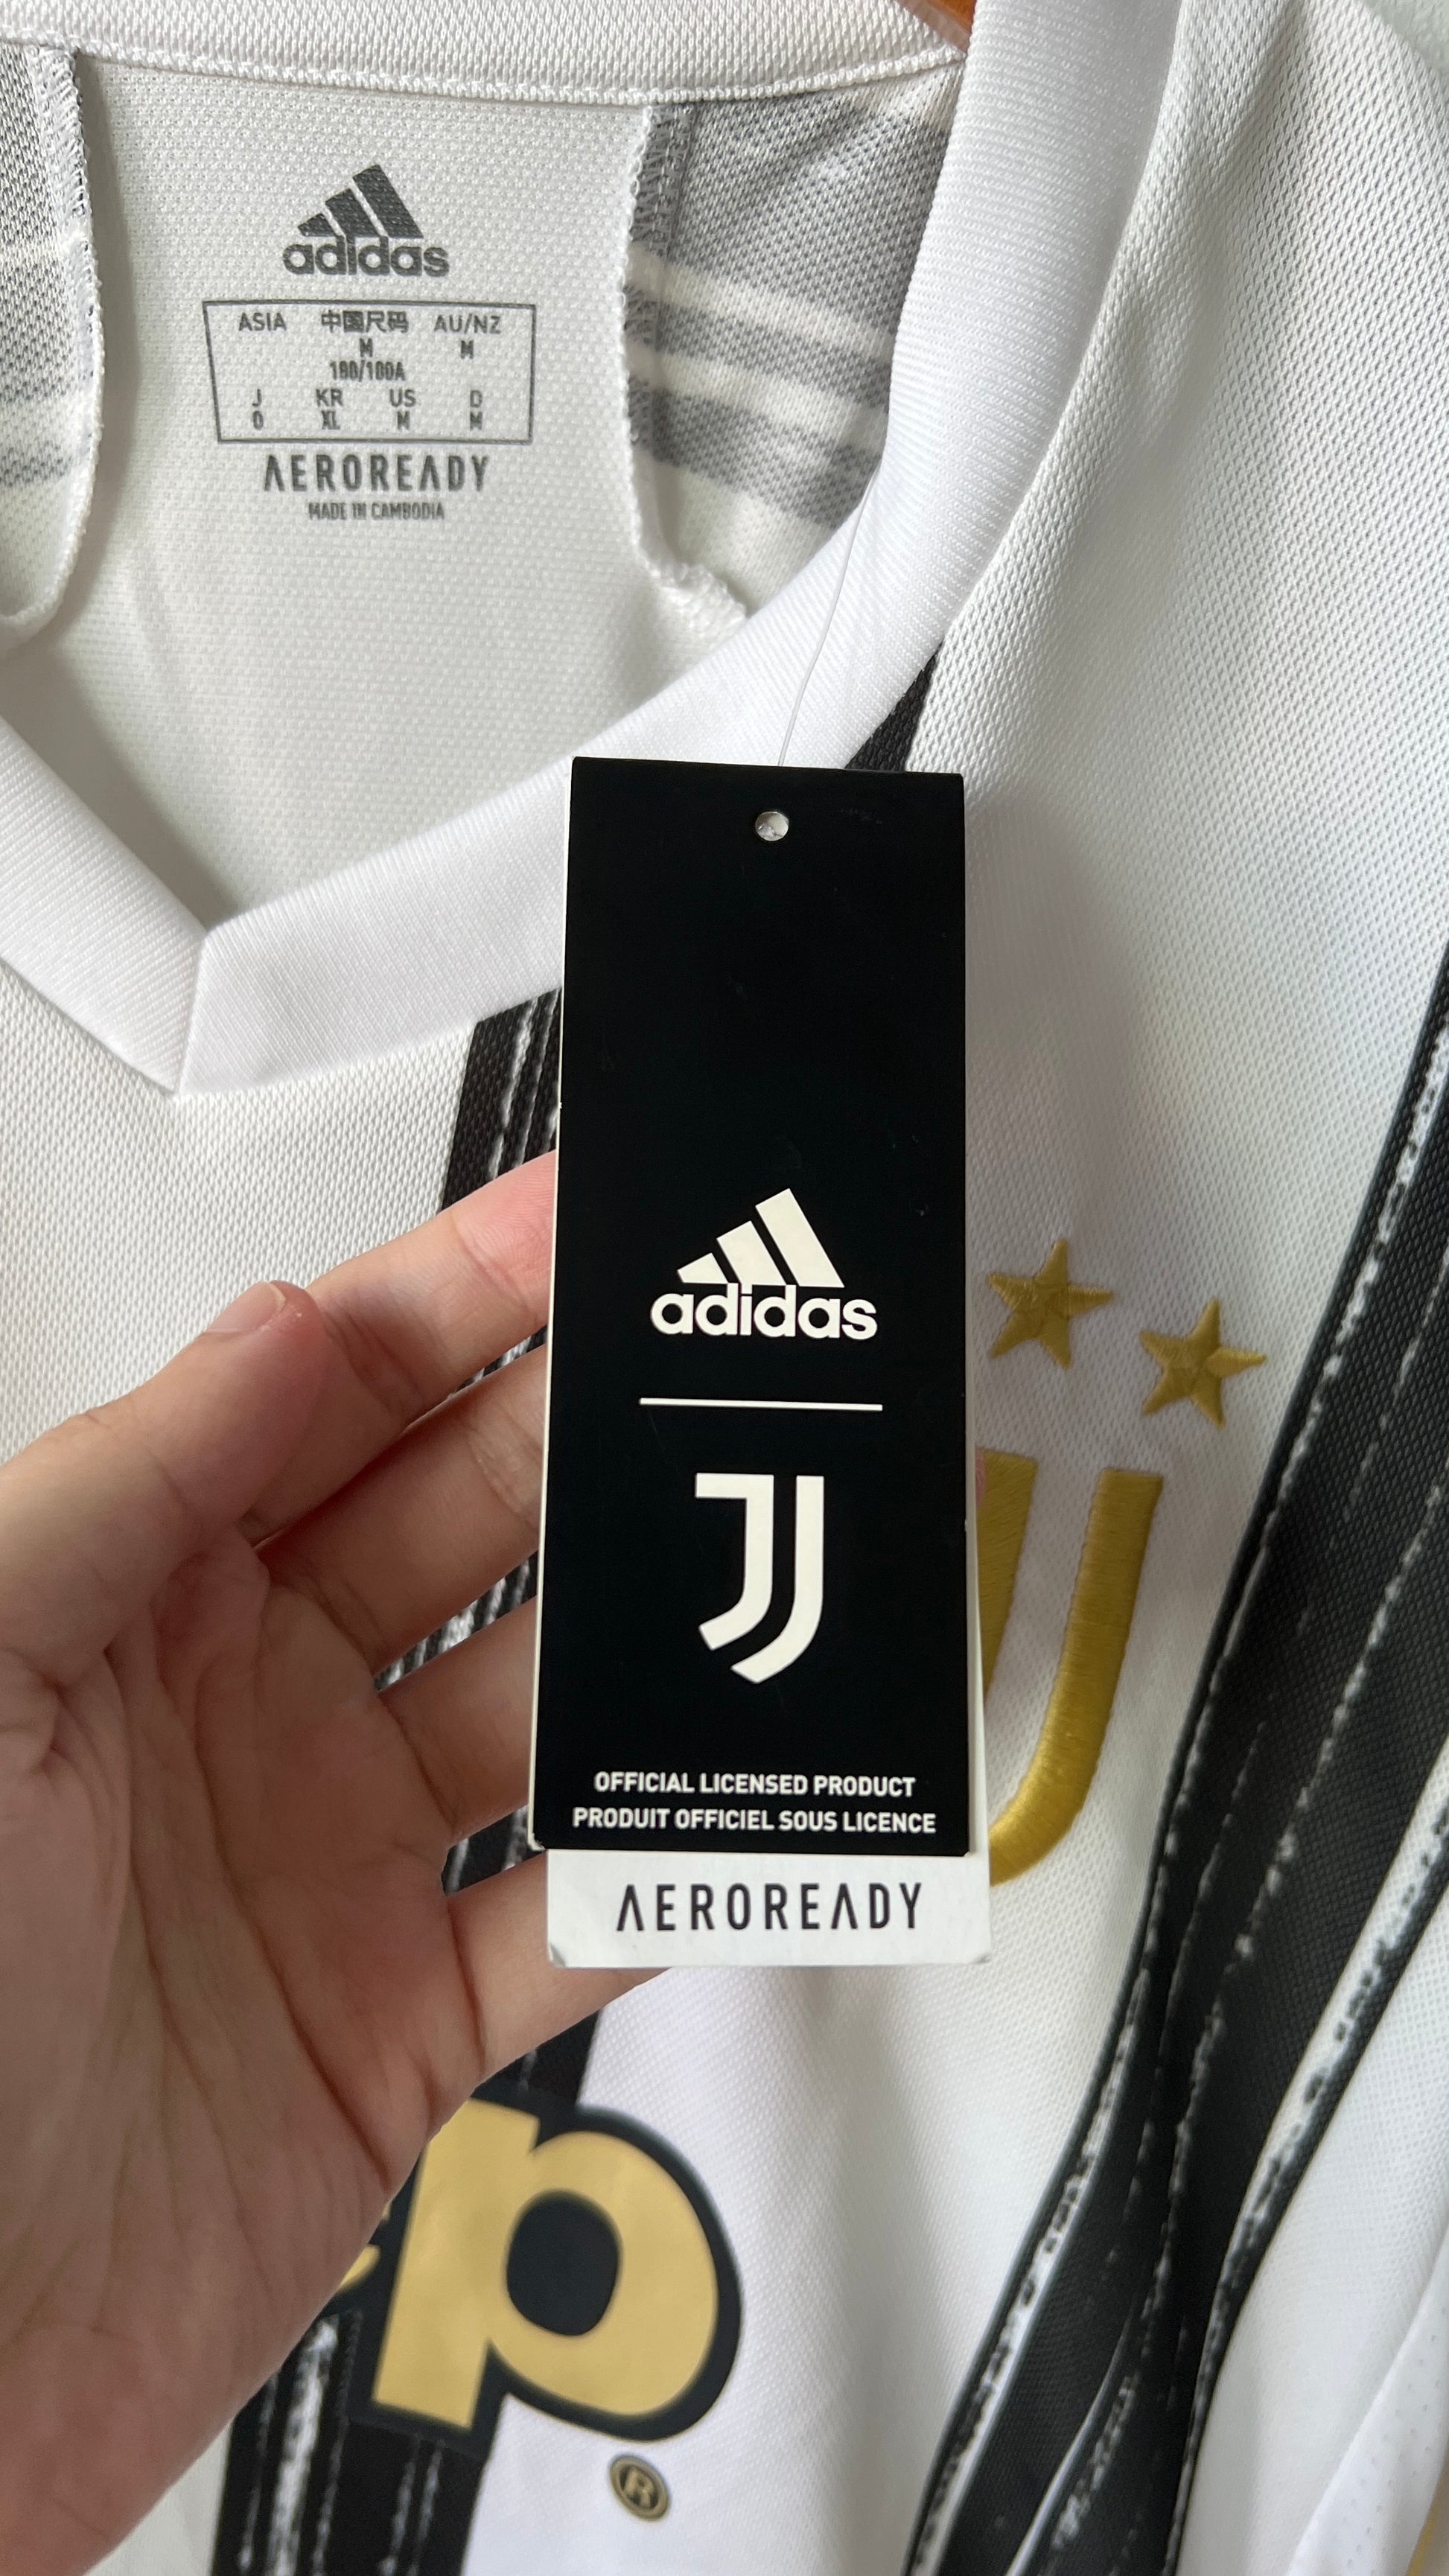 adidas
ASIA 中国尺码 AU/NZ
M M
180/100A
J KR US D
O XL M M
AEROREADY
MADE IN CAMBODIA
adidas
OFFICIAL LICENSED PRODUCT
PRODUIT OFFICIEL SOUS LICENCE
AEROREADY
ep
®